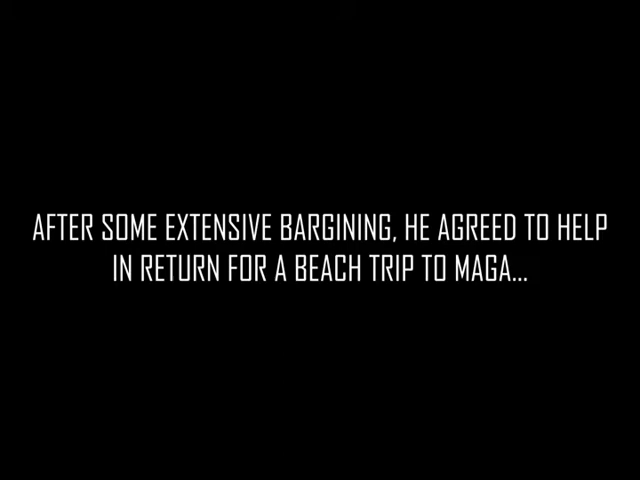 AFTER SOME EXTENSIVE BARGINING, HE AGREED TO HELP
IN RETURN FOR A BEACH TRIP TO MAGA...